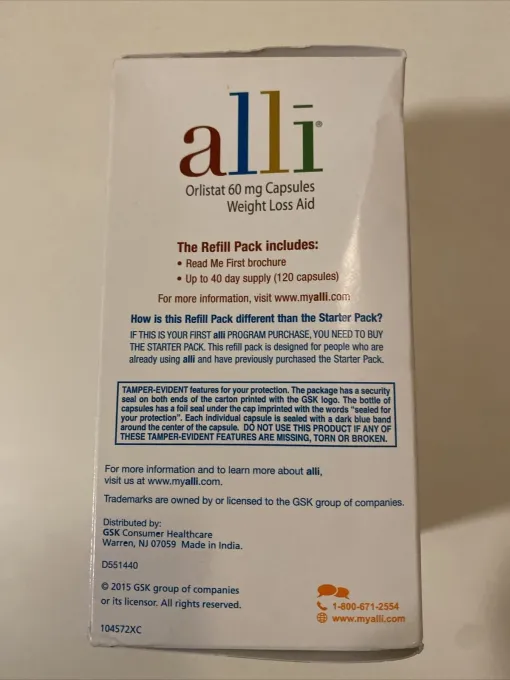 alli®
Orlistat 60 mg Capsules
Weight Loss Aid
The Refill Pack includes:
• Read Me First brochure
• Up to 40 day supply (120 capsules)
For more information, visit www.myalli.com
How is this Refill Pack different than the Starter Pack?
IF THIS IS YOUR FIRST alli PROGRAM PURCHASE, YOU NEED TO BUY
THE STARTER PACK. This refill pack is designed for people who are
already using alli and have previously purchased the Starter Pack.
TAMPER-EVIDENT features for your protection. The package has a security
seal on both ends of the carton printed with the GSK logo. The bottle of
capsules has a foil seal under the cap imprinted with the words "sealed for
your protection". Each individual capsule is sealed with a dark blue band
around the center of the capsule. DO NOT USE THIS PRODUCT IF ANY OF
THESE TAMPER-EVIDENT FEATURES ARE MISSING, TORN OR BROKEN.
For more information and to learn more about alli,
visit us at www.myalli.com.
Trademarks are owned by or licensed to the GSK group of companies.
Distributed by:
GSK Consumer Healthcare
Warren, NJ 07059 Made in India.
D551440
© 2015 GSK group of companies
or its licensor. All rights reserved.
1-800-671-2554
www.myalli.com
104572XC